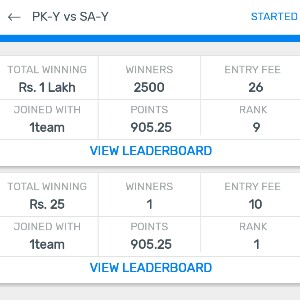 PK-Y vs SA-Y STARTED
TOTAL WINNING WINNERS ENTRY FEE
Rs. 1 Lakh 2500 26
JOINED WITH POINTS RANK
1team 905.25 9
VIEW LEADERBOARD
TOTAL WINNING WINNERS ENTRY FEE
Rs. 25 1 10
JOINED WITH POINTS RANK
1team 905.25 1
VIEW LEADERBOARD